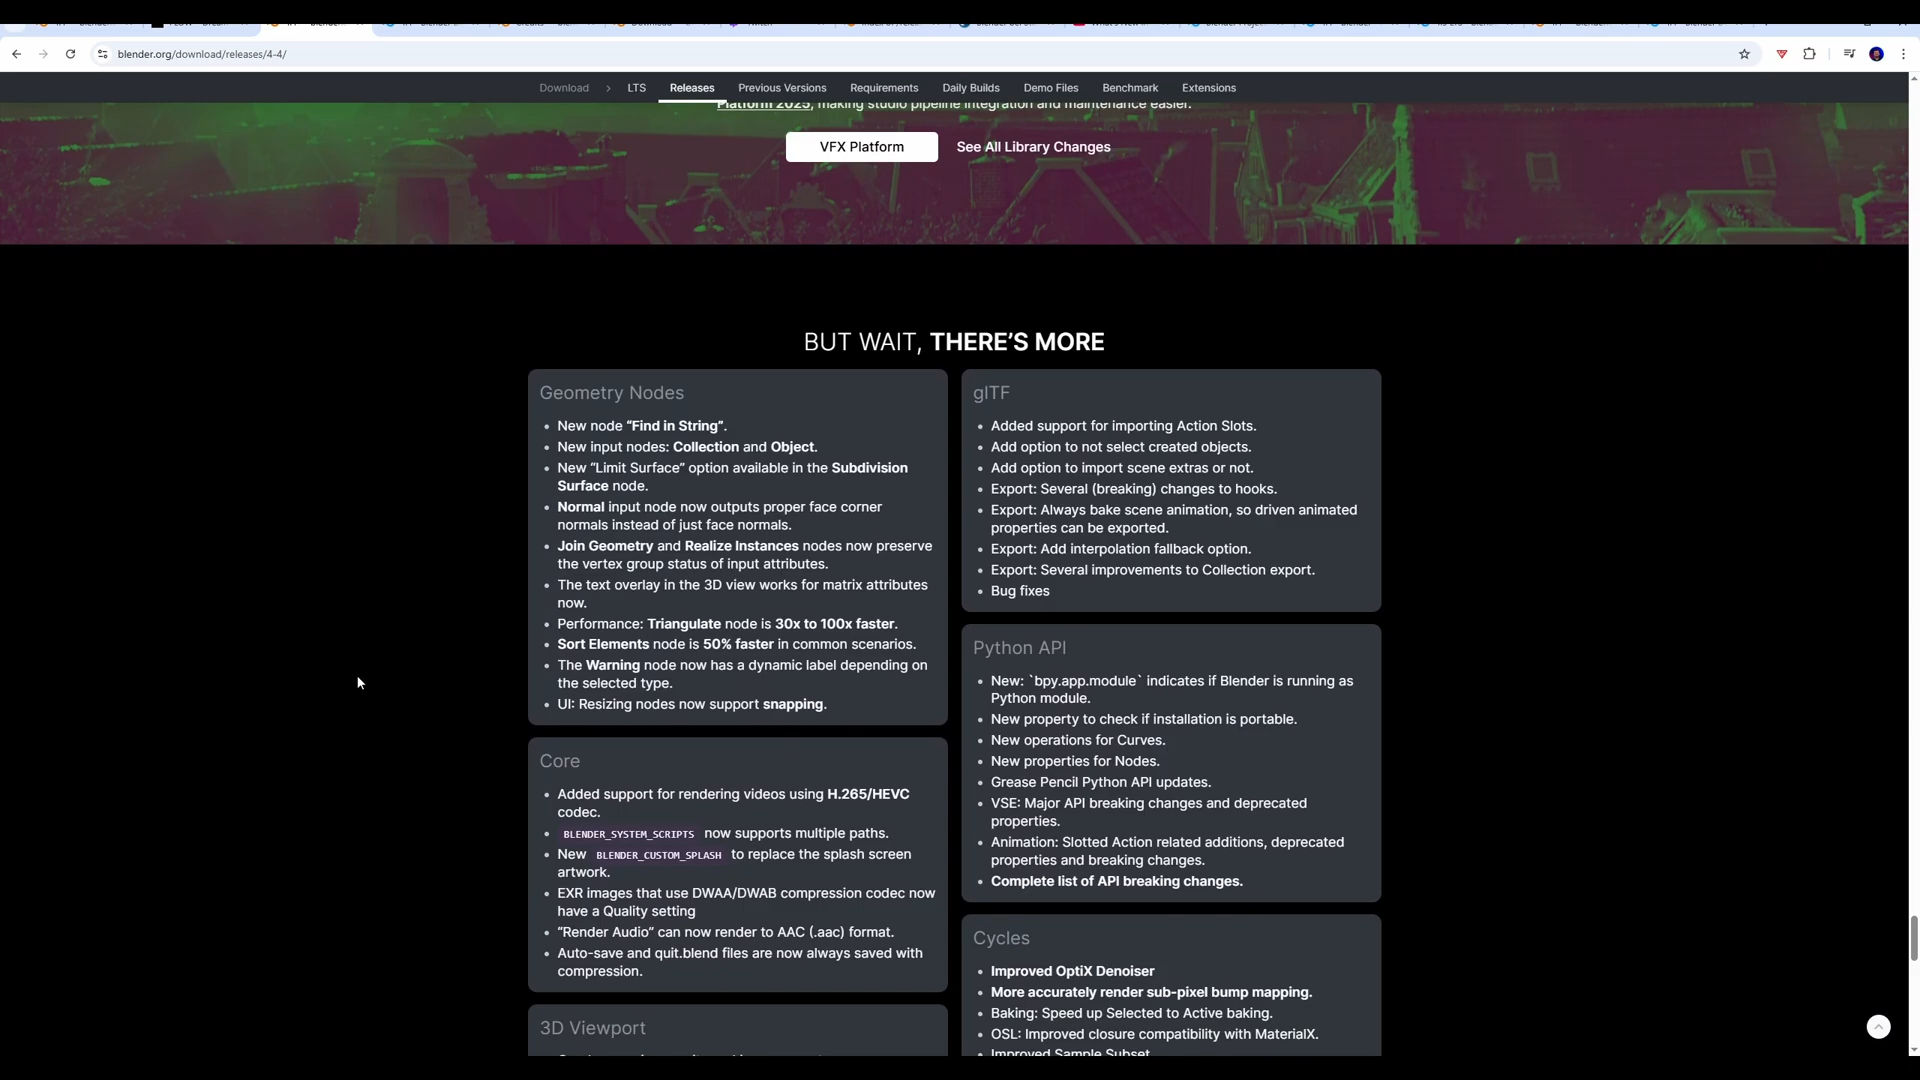 blender.org/download/releases/4-4/
Download > LTS Releases Previous Versions Requirements Daily Builds Demo Files Benchmark Extensions
Platform 2025, making studio pipeline integration and maintenance easier.
VFX Platform See All Library Changes
BUT WAIT, THERE'S MORE
Geometry Nodes
• New node “Find in String”.
• New input nodes: Collection and Object.
• New “Limit Surface” option available in the Subdivision
Surface node.
• Normal input node now outputs proper face corner
normals instead of just face normals.
• Join Geometry and Realize Instances nodes now preserve
the vertex group status of input attributes.
• The text overlay in the 3D view works for matrix attributes
now.
• Performance: Triangulate node is 30x to 100x faster.
• Sort Elements node is 50% faster in common scenarios.
• The Warning node now has a dynamic label depending on
the selected type.
• UI: Resizing nodes now support snapping.
Core
• Added support for rendering videos using H.265/HEVC
codec.
• BLENDER_SYSTEM_SCRIPTS now supports multiple paths.
• New BLENDER_CUSTOM_SPLASH to replace the splash screen
artwork.
• EXR images that use DWAA/DWAB compression codec now
have a Quality setting
• “Render Audio” can now render to AAC (.aac) format.
• Auto-save and quit.blend files are now always saved with
compression.
3D Viewport
glTF
• Added support for importing Action Slots.
• Add option to not select created objects.
• Add option to import scene extras or not.
• Export: Several (breaking) changes to hooks.
• Export: Always bake scene animation, so driven animated
properties can be exported.
• Export: Add interpolation fallback option.
• Export: Several improvements to Collection export.
• Bug fixes
Python API
• New: `bpy.app.module` indicates if Blender is running as
Python module.
• New property to check if installation is portable.
• New operations for Curves.
• New properties for Nodes.
• Grease Pencil Python API updates.
• VSE: Major API breaking changes and deprecated
properties.
• Animation: Slotted Action related additions, deprecated
properties and breaking changes.
• Complete list of API breaking changes.
Cycles
• Improved OptiX Denoiser
• More accurately render sub-pixel bump mapping.
• Baking: Speed up Selected to Active baking.
• OSL: Improved closure compatibility with MaterialX.
• Improved Sample Subset